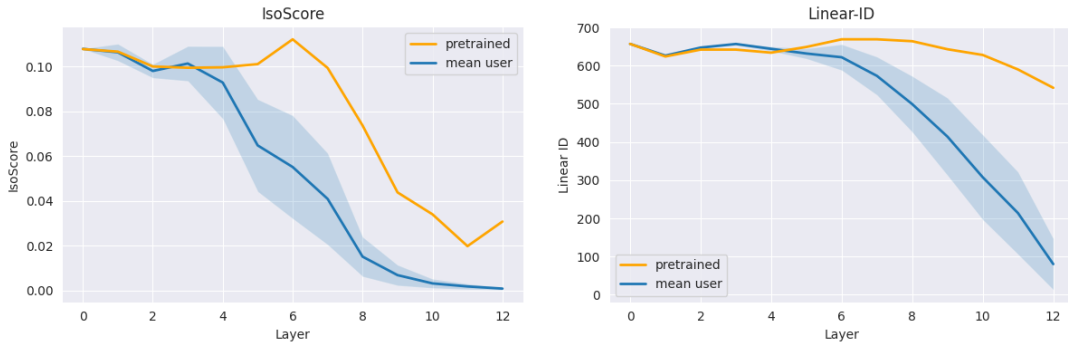 IsoScore
0.10
0.08
0.06
0.04
0.02
0.00
IsoScore
pretrained
mean user
0 2 4 6 8 10 12
Layer
Linear-ID
700
600
500
400
300
200
100
0
Linear ID
pretrained
mean user
0 2 4 6 8 10 12
Layer